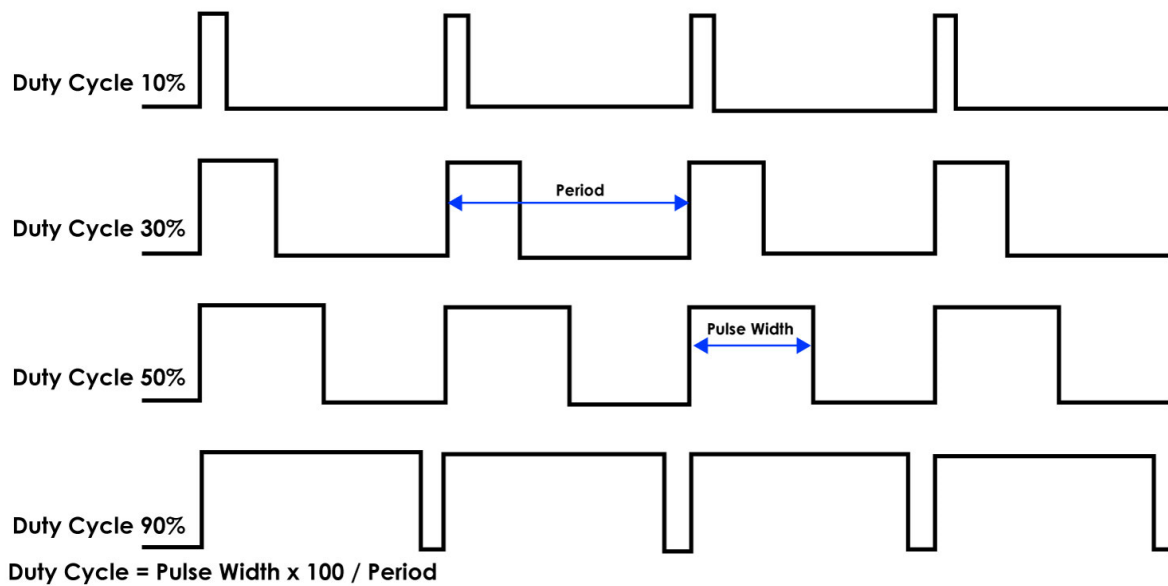 Duty Cycle 10%
Period
Duty Cycle 30%
Pulse Width
Duty Cycle 50%
Duty Cycle 90%
Duty Cycle = Pulse Width x 100 / Period